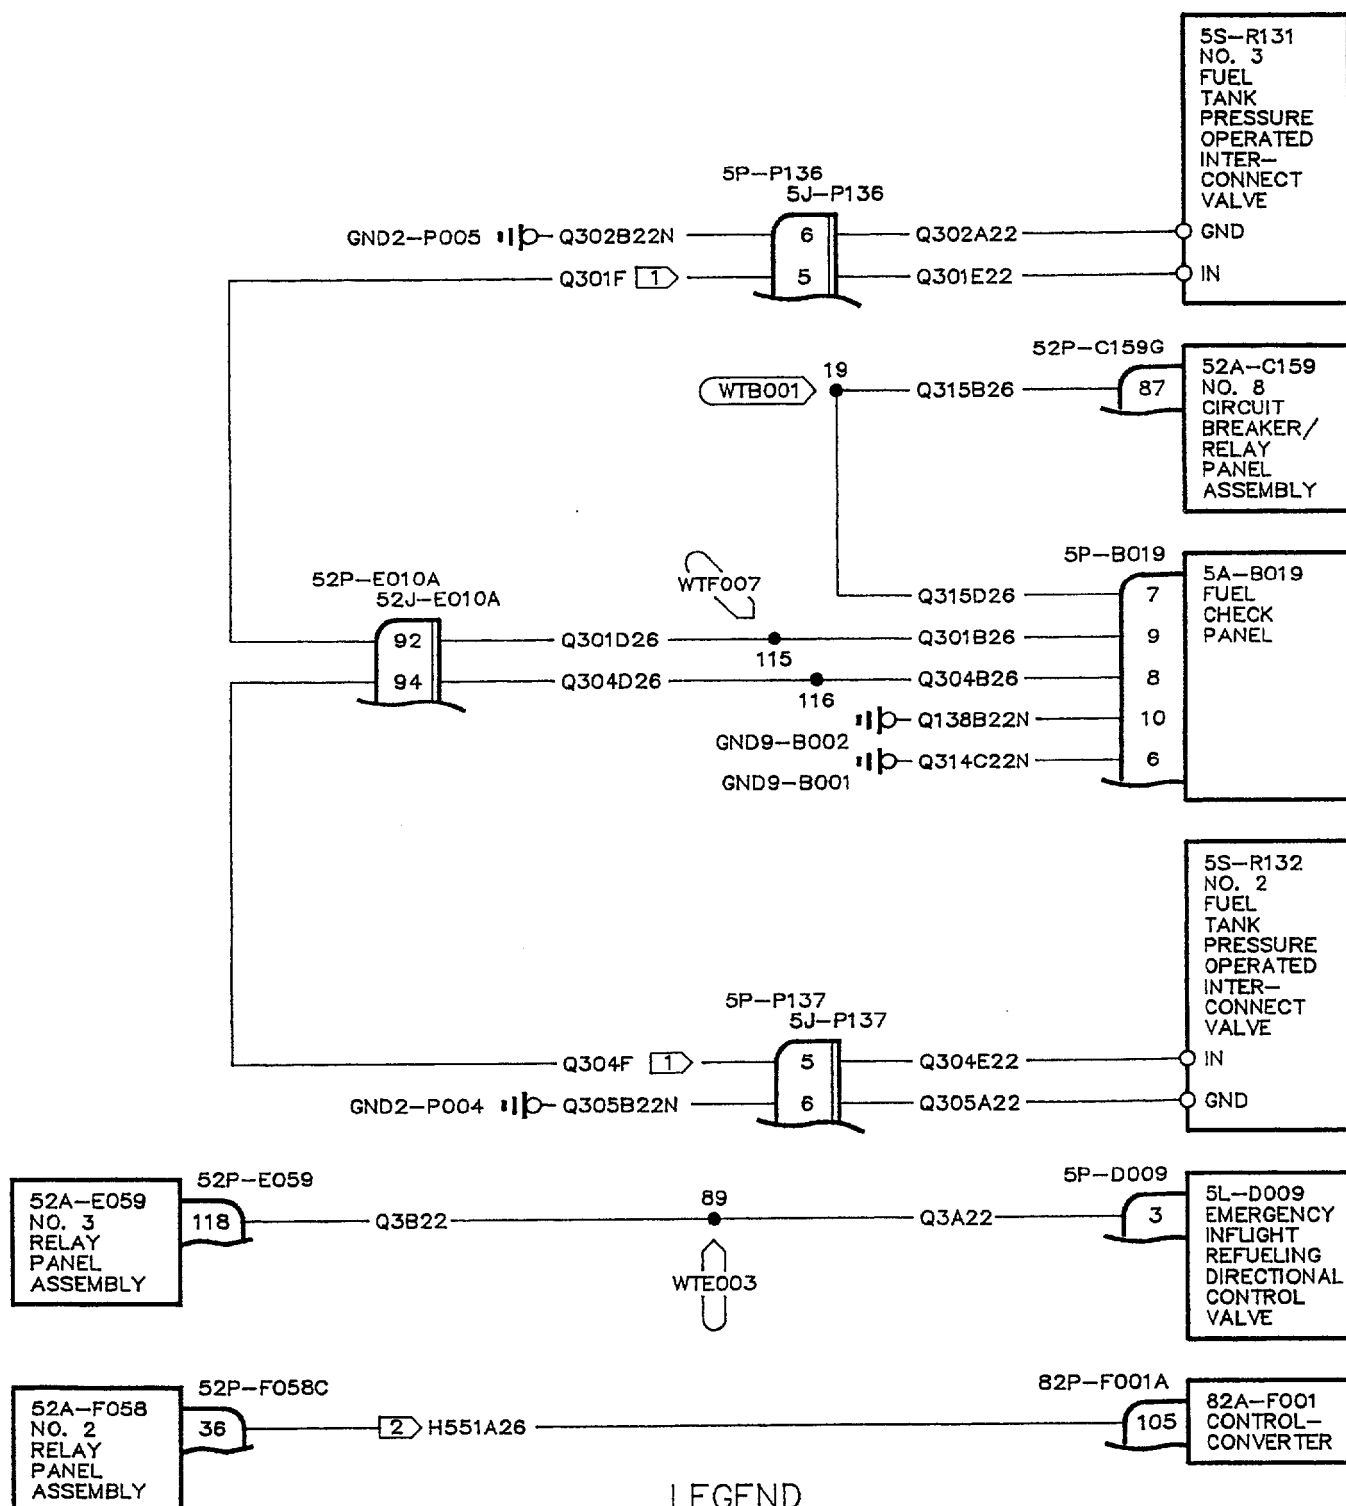 5S-R131
NO. 3
FUEL
TANK
PRESSURE
OPERATED
INTER-
CONNECT
VALVE
5P-P136
5J-P136
GND2-P005 Q302B22N 6 Q302A22 GND
Q301F 1 5 Q301E22 IN
52P-C159G
52A-C159
NO. 8
CIRCUIT
BREAKER/
RELAY
PANEL
ASSEMBLY
19
WTB001 Q315B26 87
5P-B019
5A-B019
FUEL
CHECK
PANEL
52P-E010A
52J-E010A
WTF007
Q315D26 7
92 Q301D26 115 Q301B26 9
94 Q304D26 116 Q304B26 8
GND9-B002 Q138B22N 10
GND9-B001 Q314C22N 6
5S-R132
NO. 2
FUEL
TANK
PRESSURE
OPERATED
INTER-
CONNECT
VALVE
5P-P137
5J-P137
Q304F 1 5 Q304E22 IN
GND2-P004 Q305B22N 6 Q305A22 GND
52A-E059
NO. 3
RELAY
PANEL
ASSEMBLY
52P-E059
118 Q3B22 89 Q3A22 3
WTE003
5P-D009
5L-D009
EMERGENCY
INFLIGHT
REFUELING
DIRECTIONAL
CONTROL
VALVE
52A-F058
NO. 2
RELAY
PANEL
ASSEMBLY
52P-F058C
36 2 H551A26 105
82P-F001A
82A-F001
CONTROL-
CONVERTER
LEGEND